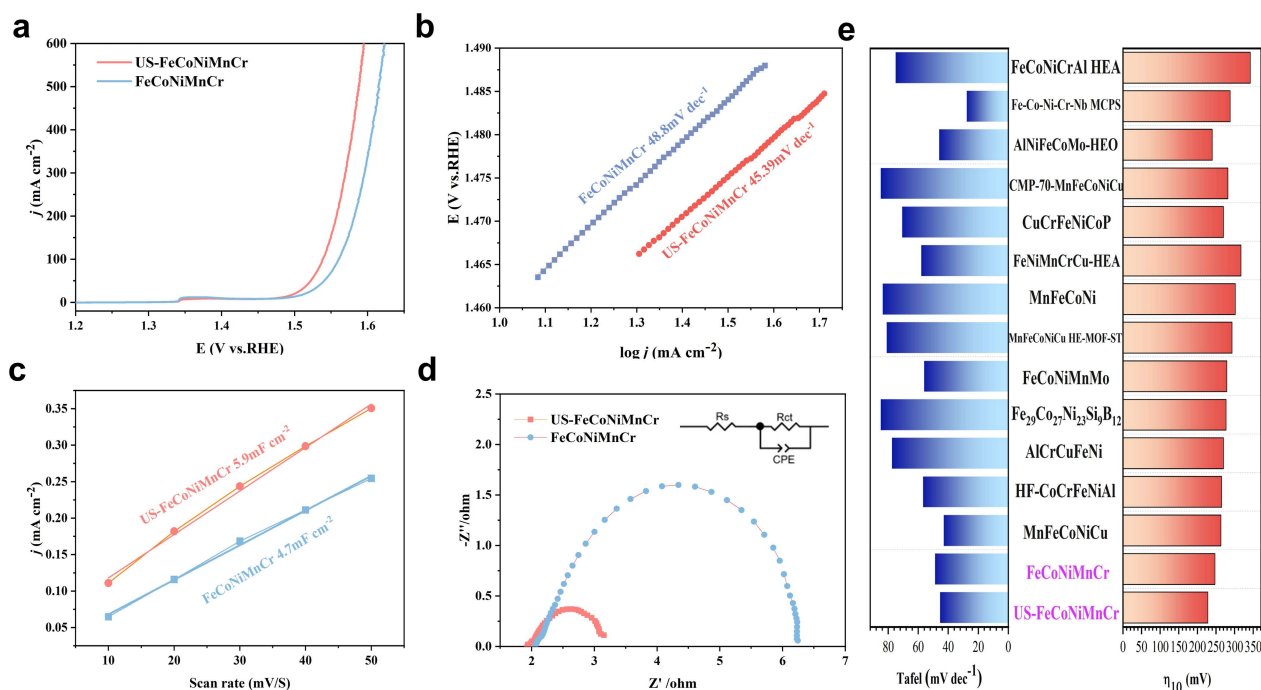 a
600
500
400
300
200
100
0
j (mA cm⁻²)
US-FeCoNiMnCr
FeCoNiMnCr
1.2 1.3 1.4 1.5 1.6
E (V vs.RHE)
b
1.490
1.485
1.480
1.475
1.470
1.465
1.460
E (V vs.RHE)
FeCoNiMnCr 48.8mV dec⁻¹
US-FeCoNiMnCr 45.39mV dec⁻¹
1.0 1.1 1.2 1.3 1.4 1.5 1.6 1.7
log j (mA cm⁻²)
c
0.35
0.30
0.25
0.20
0.15
0.10
0.05
j (mA cm⁻²)
US-FeCoNiMnCr 5.9mF cm⁻²
FeCoNiMnCr 4.7mF cm⁻²
10 20 30 40 50
Scan rate (mV/S)
d
2.5
2.0
1.5
1.0
0.5
0.0
-Z''/ohm
US-FeCoNiMnCr
FeCoNiMnCr
Rs
Rct
CPE
1 2 3 4 5 6 7
Z' /ohm
e
FeCoNiCrAl HEA
Fe-Co-Ni-Cr-Nb MCPS
AlNiFeCoMo-HEO
CMP-70-MnFeCoNiCu
CuCrFeNiCoP
FeNiMnCrCu-HEA
MnFeCoNi
MnFeCoNiCu HE-MOF-ST
FeCoNiMnMo
Fe₂₉Co₂₇Ni₂₃Si₉B₁₂
AlCrCuFeNi
HF-CoCrFeNiAl
MnFeCoNiCu
FeCoNiMnCr
US-FeCoNiMnCr
80 60 40 20 0
Tafel (mV dec⁻¹)
0 50 100 150 200 250 300 350
η₁₀ (mV)